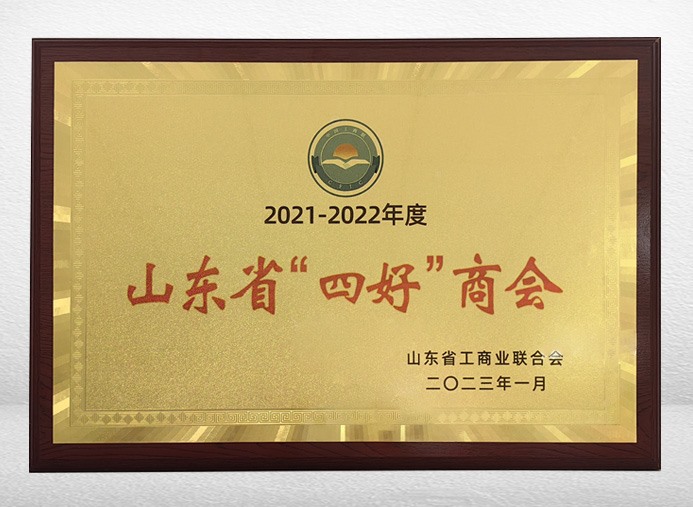 2021-2022年度
山东省“四好”商会
山东省工商业联合会
二〇二三年一月